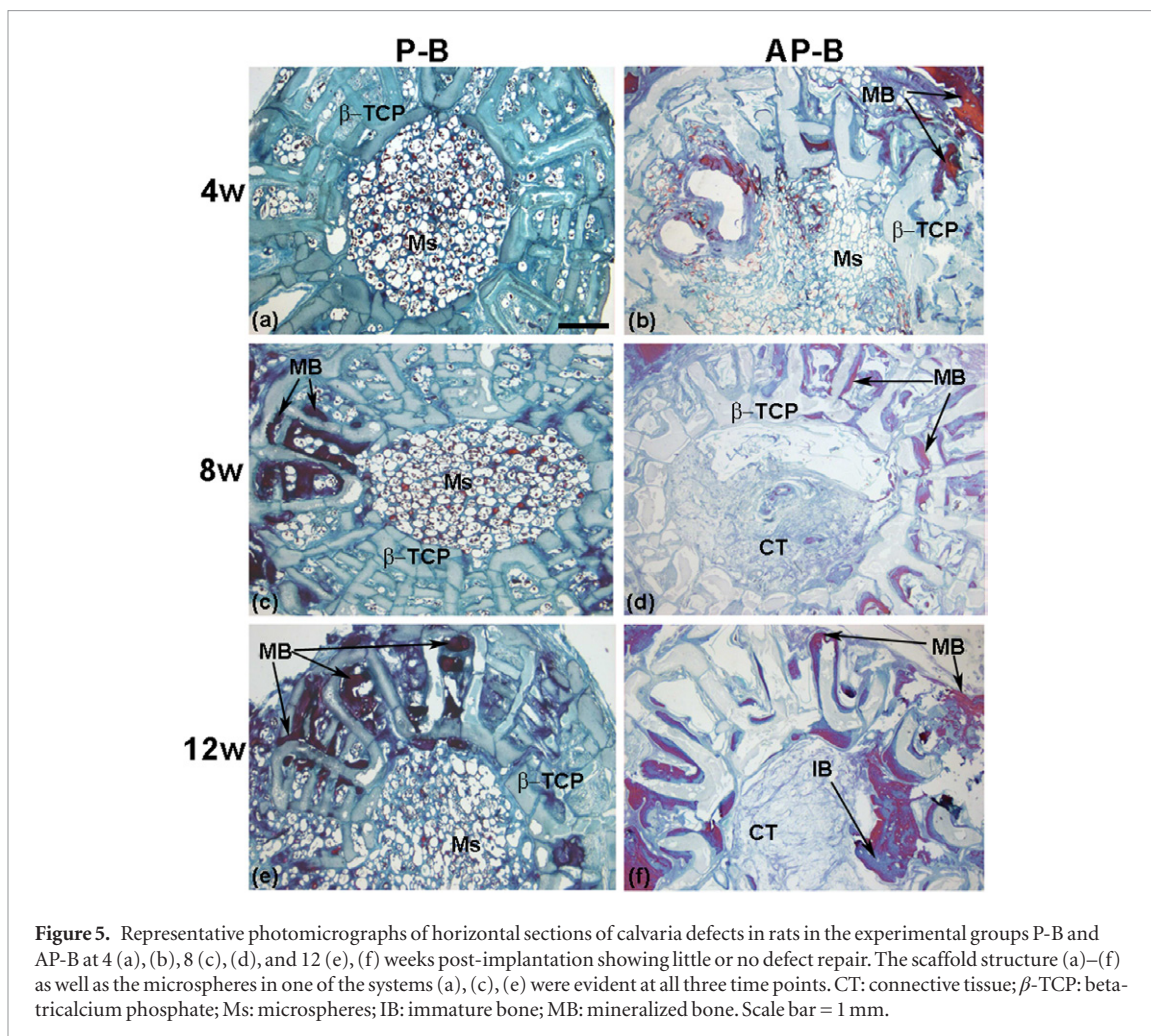 P-B
AP-B
4w
β–TCP
Ms
(a)
MB
β–TCP
Ms
(b)
8w
MB
Ms
β–TCP
(c)
MB
β–TCP
CT
(d)
12w
MB
β–TCP
Ms
(e)
MB
IB
CT
(f)
Figure 5. Representative photomicrographs of horizontal sections of calvaria defects in rats in the experimental groups P-B and
AP-B at 4 (a), (b), 8 (c), (d), and 12 (e), (f) weeks post-implantation showing little or no defect repair. The scaffold structure (a)–(f)
as well as the microspheres in one of the systems (a), (c), (e) were evident at all three time points. CT: connective tissue; β-TCP: beta-
tricalcium phosphate; Ms: microspheres; IB: immature bone; MB: mineralized bone. Scale bar = 1 mm.